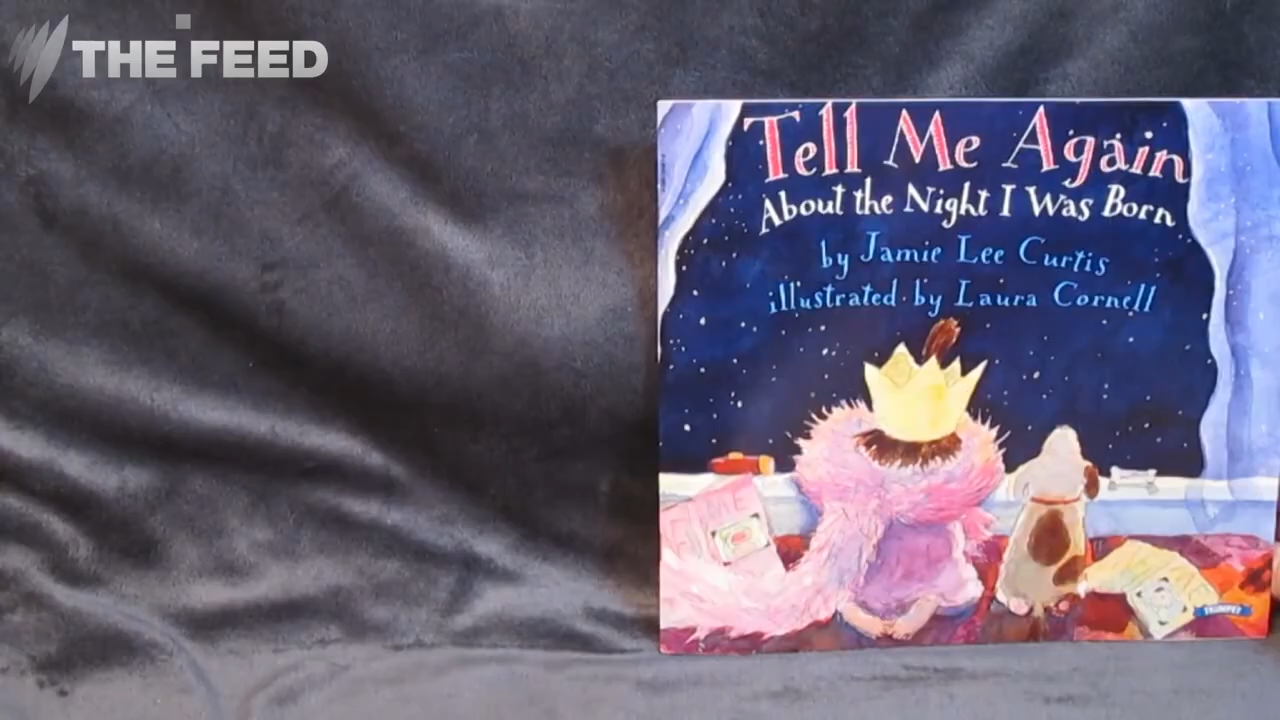 THE FEED
Tell Me Again
About the Night I Was Born
by Jamie Lee Curtis
illustrated by Laura Cornell
TRUMPET